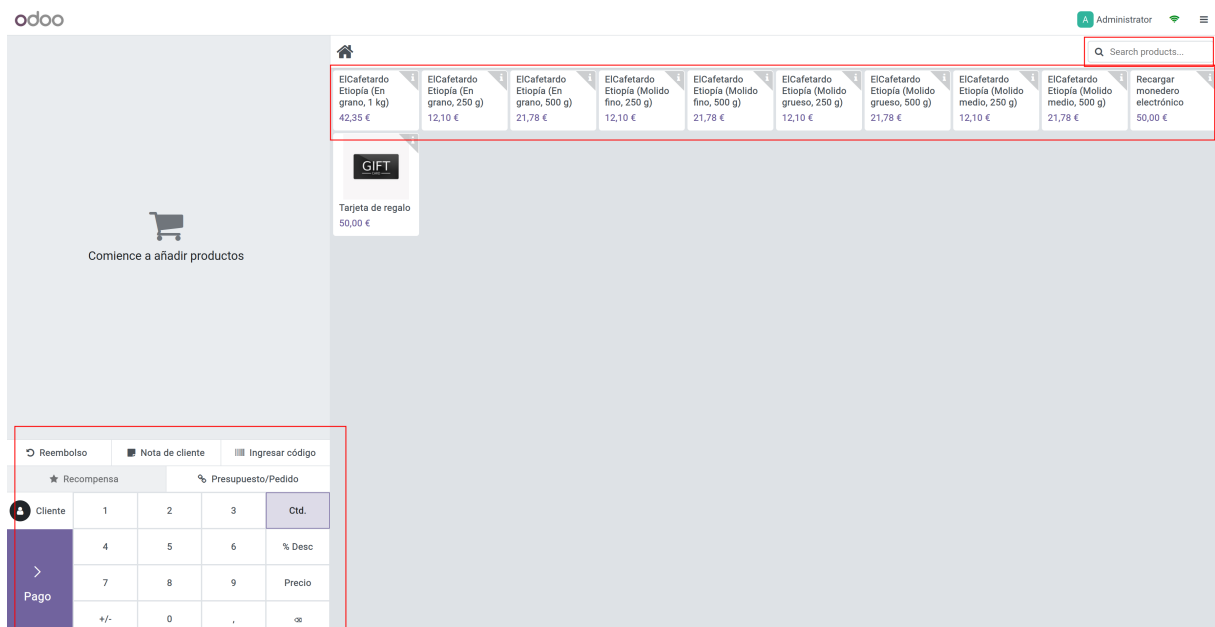 odoo
A Administrator
Search products...
ElCafetardo
Etiopía (En
grano, 1 kg)
42,35 €
ElCafetardo
Etiopía (En
grano, 250 g)
12,10 €
ElCafetardo
Etiopía (En
grano, 500 g)
21,78 €
ElCafetardo
Etiopía (Molido
fino, 250 g)
12,10 €
ElCafetardo
Etiopía (Molido
fino, 500 g)
21,78 €
ElCafetardo
Etiopía (Molido
grueso, 250 g)
12,10 €
ElCafetardo
Etiopía (Molido
grueso, 500 g)
21,78 €
ElCafetardo
Etiopía (Molido
medio, 250 g)
12,10 €
ElCafetardo
Etiopía (Molido
medio, 500 g)
21,78 €
Recargar
monedero
electrónico
50,00 €
GIFT
Tarjeta de regalo
50,00 €
Comience a añadir productos
Reembolso
Nota de cliente
Ingresar código
Recompensa
Presupuesto/Pedido
Cliente
1 2 3 Ctd.
4 5 6 % Desc
7 8 9 Precio
Pago
+/- 0 ,